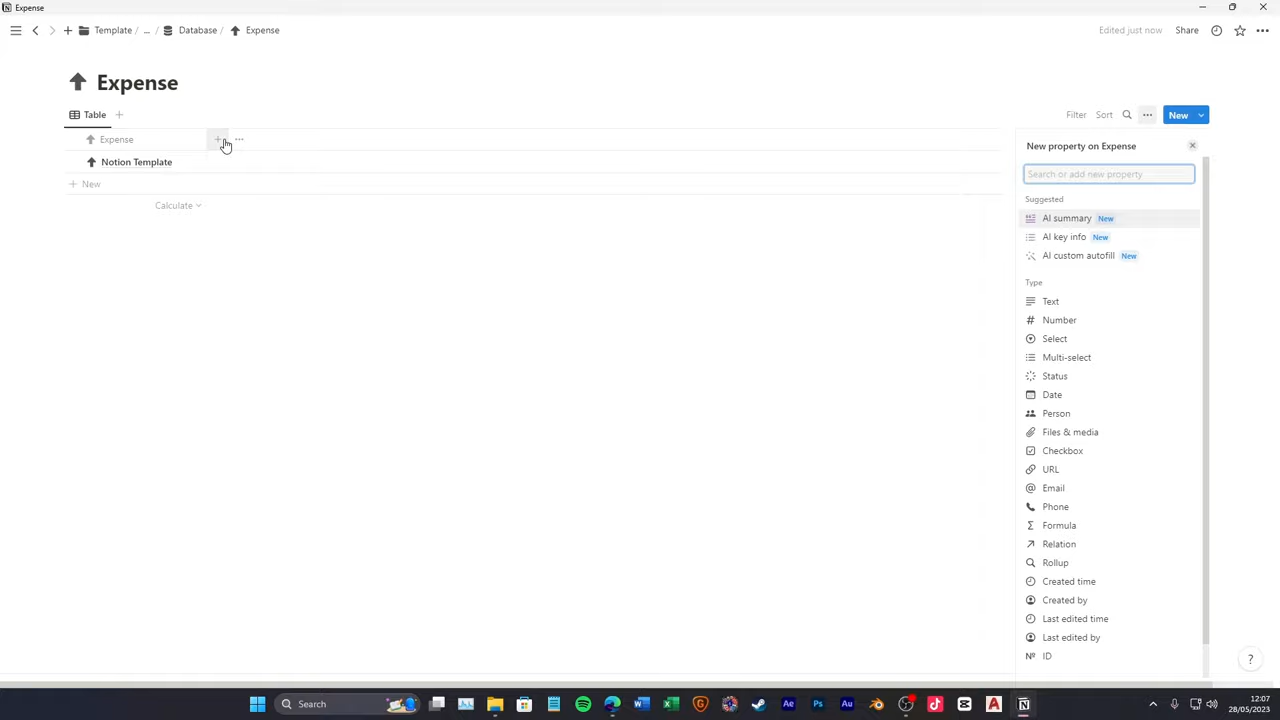 Expense
Template / ... / Database / Expense
Edited just now Share
Expense
Table
Filter Sort New
Expense
Notion Template
New
Calculate
New property on Expense
Search or add new property
Suggested
AI summary New
AI key info New
AI custom autofill New
Type
Text
Number
Select
Multi-select
Status
Date
Person
Files & media
Checkbox
URL
Email
Phone
Formula
Relation
Rollup
Created time
Created by
Last edited time
Last edited by
Nº ID
?
Search
12:07
28/05/2023